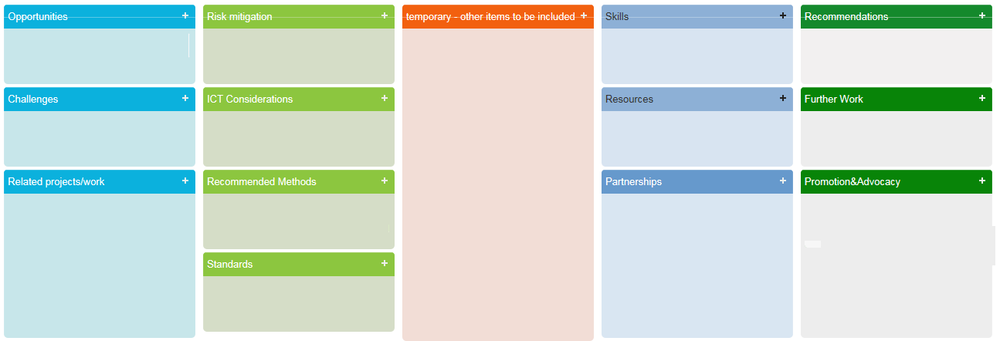 Opportunities +
Challenges +
Related projects/work +
Risk mitigation +
ICT Considerations +
Recommended Methods +
Standards +
temporary - other items to be included +
Skills +
Resources +
Partnerships +
Recommendations +
Further Work +
Promotion&Advocacy +